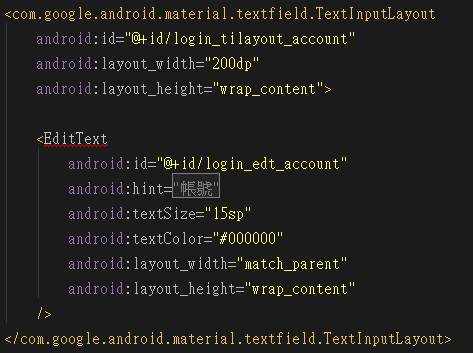 <com.google.android.material.textfield.TextInputLayout
    android:id="@+id/login_tilayout_account"
    android:layout_width="200dp"
    android:layout_height="wrap_content">

    <EditText
        android:id="@+id/login_edt_account"
        android:hint="帳號"
        android:textSize="15sp"
        android:textColor="#000000"
        android:layout_width="match_parent"
        android:layout_height="wrap_content"
    />
</com.google.android.material.textfield.TextInputLayout>